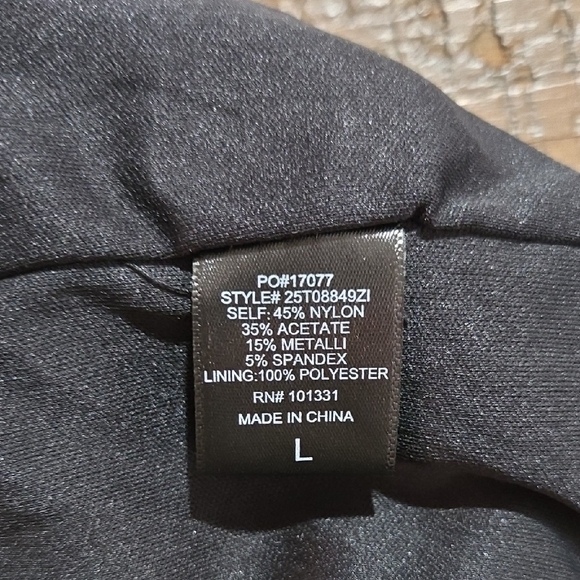 PO#17077
STYLE# 25T08849ZI
SELF: 45% NYLON
35% ACETATE
15% METALLI
5% SPANDEX
LINING:100% POLYESTER
RN# 101331
MADE IN CHINA
L